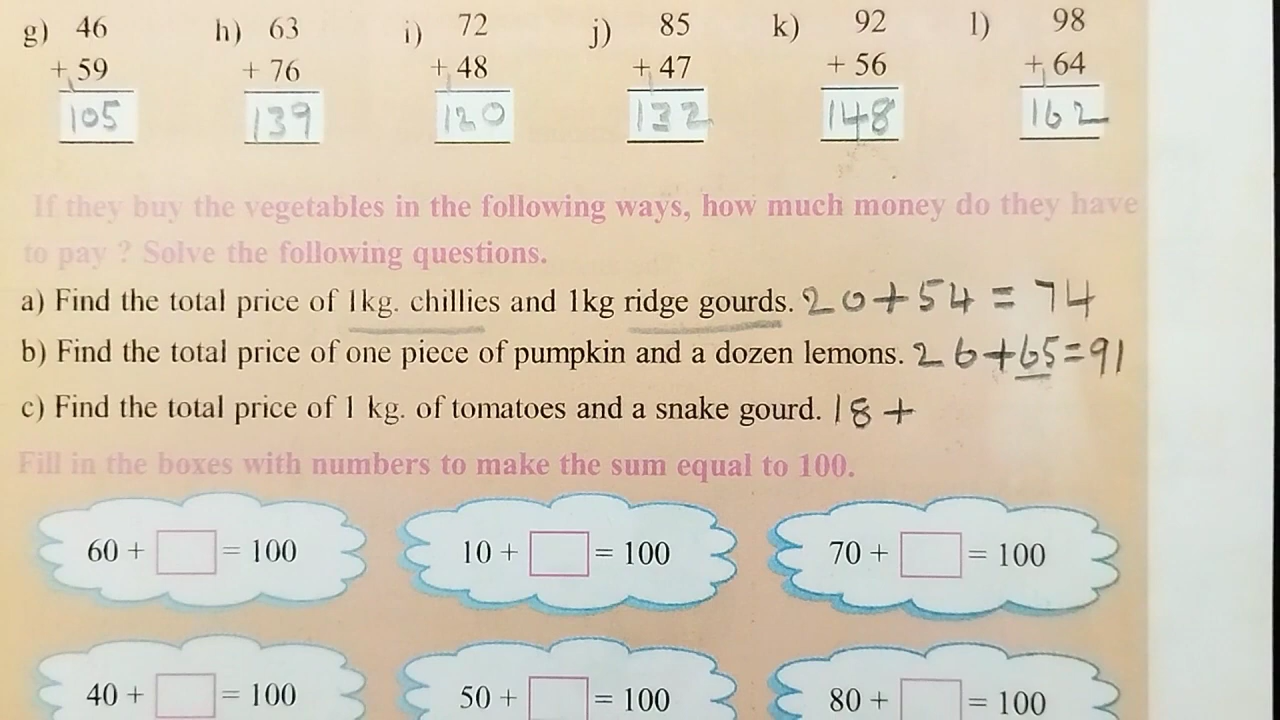 g) 46 h) 63 i) 72 j) 85 k) 92 l) 98
+ 59 + 76 + 48 + 47 + 56 + 64
105 139 120 132 148 162
If they buy the vegetables in the following ways, how much money do they have
to pay ? Solve the following questions.
a) Find the total price of 1kg. chillies and 1kg ridge gourds. 20+54 = 74
b) Find the total price of one piece of pumpkin and a dozen lemons. 26+65=91
c) Find the total price of 1 kg. of tomatoes and a snake gourd. 18 +
Fill in the boxes with numbers to make the sum equal to 100.
60 + = 100 10 + = 100 70 + = 100
40 + = 100 50 + = 100 80 + = 100